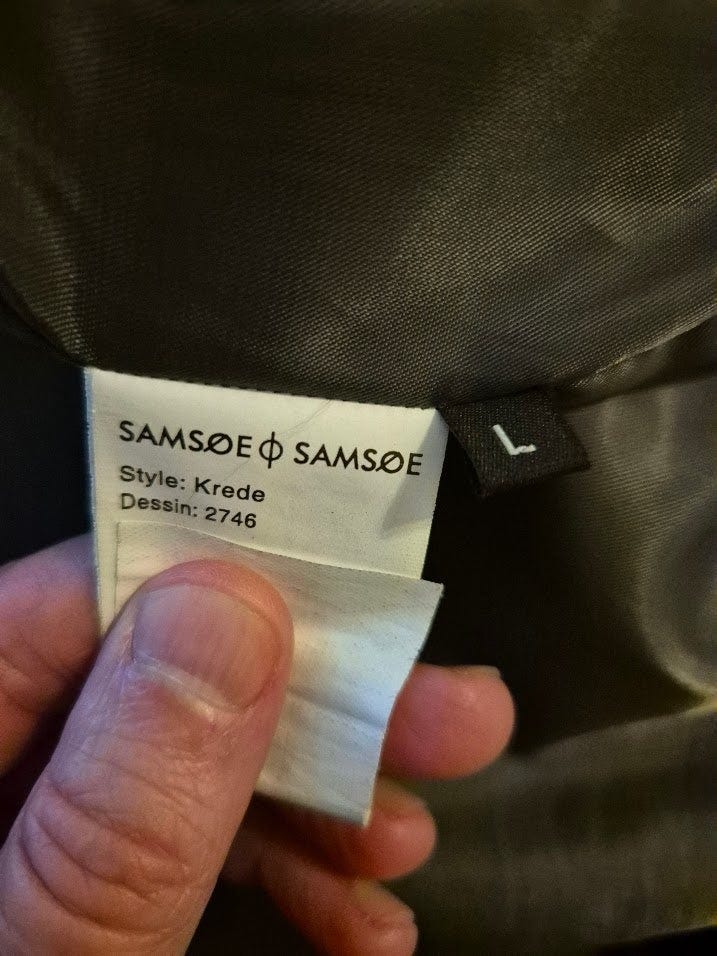 SAMSØE ϕ SAMSØE
Style: Krede
Dessin: 2746
L